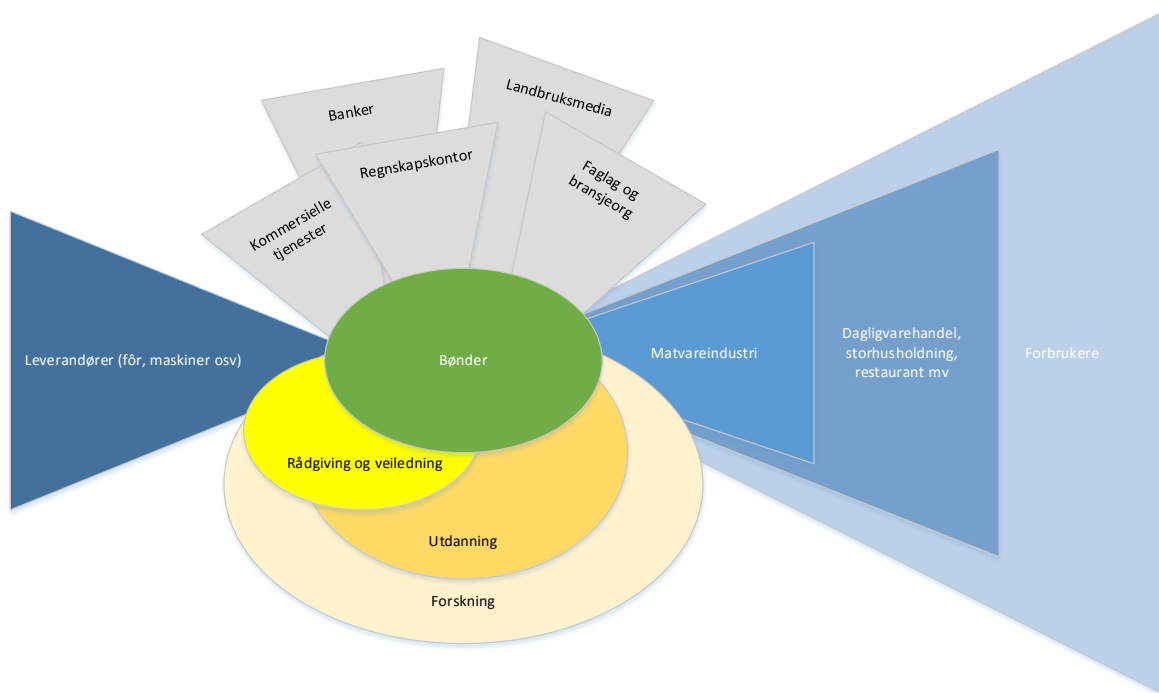 Landbruksmedia
Banker
Regnskapskontor
Faglag og
bransjeorg
Kommersielle
tjenester
Leverandører (fôr, maskiner osv)
Bønder
Matvareindustri
Dagligvarehandel,
storhusholdning,
restaurant mv
Forbrukere
Rådgiving og veiledning
Utdanning
Forskning